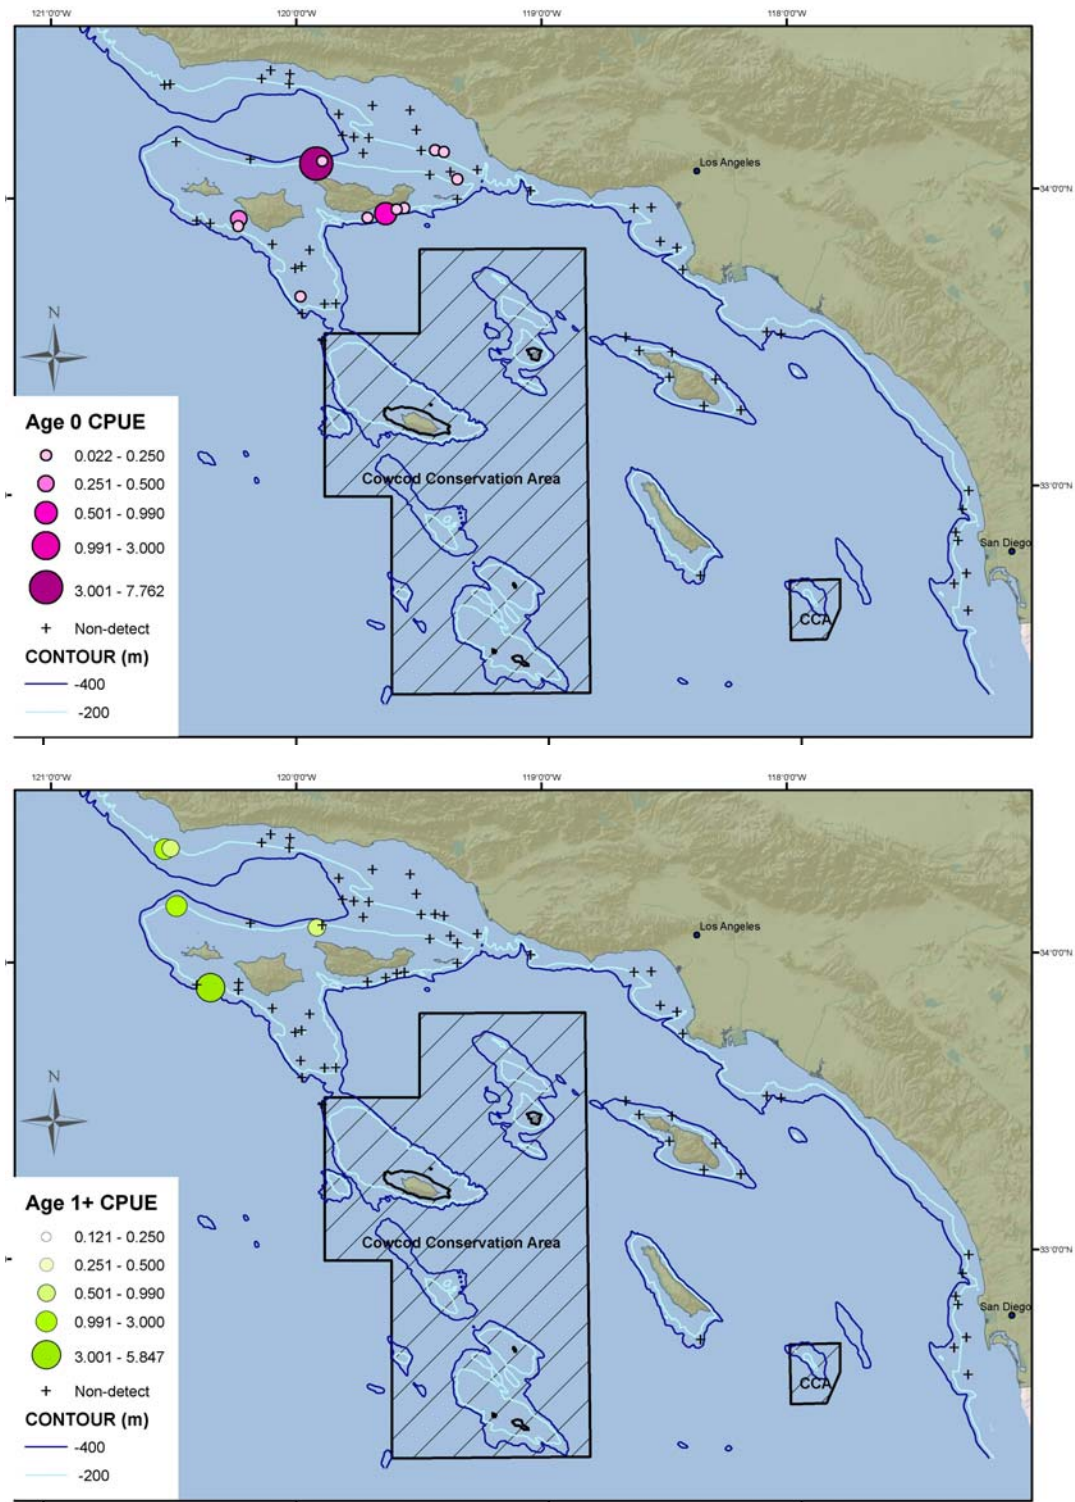 121°0'0"W 120°0'0"W 119°0'0"W 118°0'0"W
Los Angeles
34°0'0"N
N
Age 0 CPUE
0.022 - 0.250
0.251 - 0.500
0.501 - 0.990
0.991 - 3.000
3.001 - 7.762
Non-detect
CONTOUR (m)
-400
-200
Cowcod Conservation Area
33°0'0"N
San Diego
CCA
121°0'0"W 120°0'0"W 119°0'0"W 118°0'0"W
Los Angeles
34°0'0"N
N
Age 1+ CPUE
0.121 - 0.250
0.251 - 0.500
0.501 - 0.990
0.991 - 3.000
3.001 - 5.847
Non-detect
CONTOUR (m)
-400
-200
Cowcod Conservation Area
33°0'0"N
San Diego
CCA